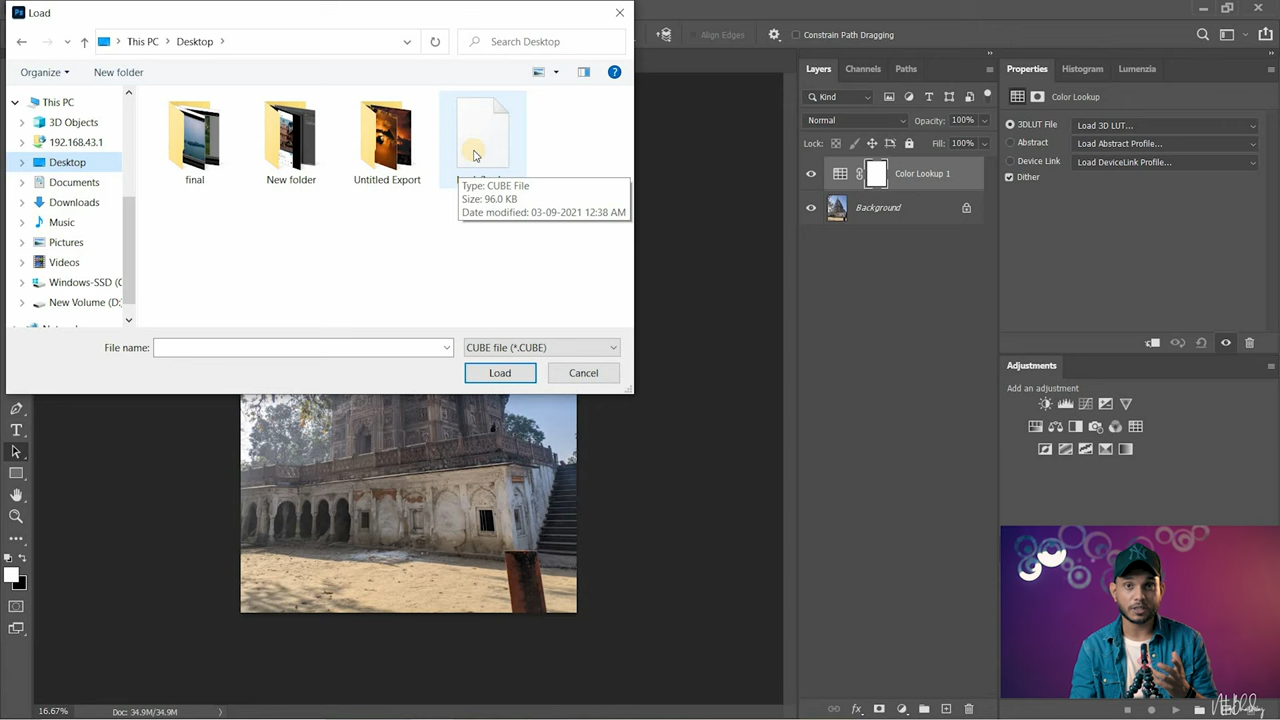 Ps Load
This PC > Desktop >
Search Desktop
Organize
New folder
This PC
3D Objects
192.168.43.1
Desktop
Documents
Downloads
Music
Pictures
Videos
Windows-SSD (C
New Volume (D:
final
New folder
Untitled Export
Type: CUBE File
Size: 96.0 KB
Date modified: 03-09-2021 12:38 AM
File name:
CUBE file (*.CUBE)
Load
Cancel
Align Edges
Constrain Path Dragging
Layers
Channels
Paths
Kind
Normal
Opacity: 100%
Lock:
Fill: 100%
Color Lookup 1
Background
Properties
Histogram
Lumenzia
Color Lookup
3DLUT File
Load 3D LUT...
Abstract
Load Abstract Profile...
Device Link
Load DeviceLink Profile...
Dither
Adjustments
Add an adjustment
16.67%
Doc: 34.9M/34.9M